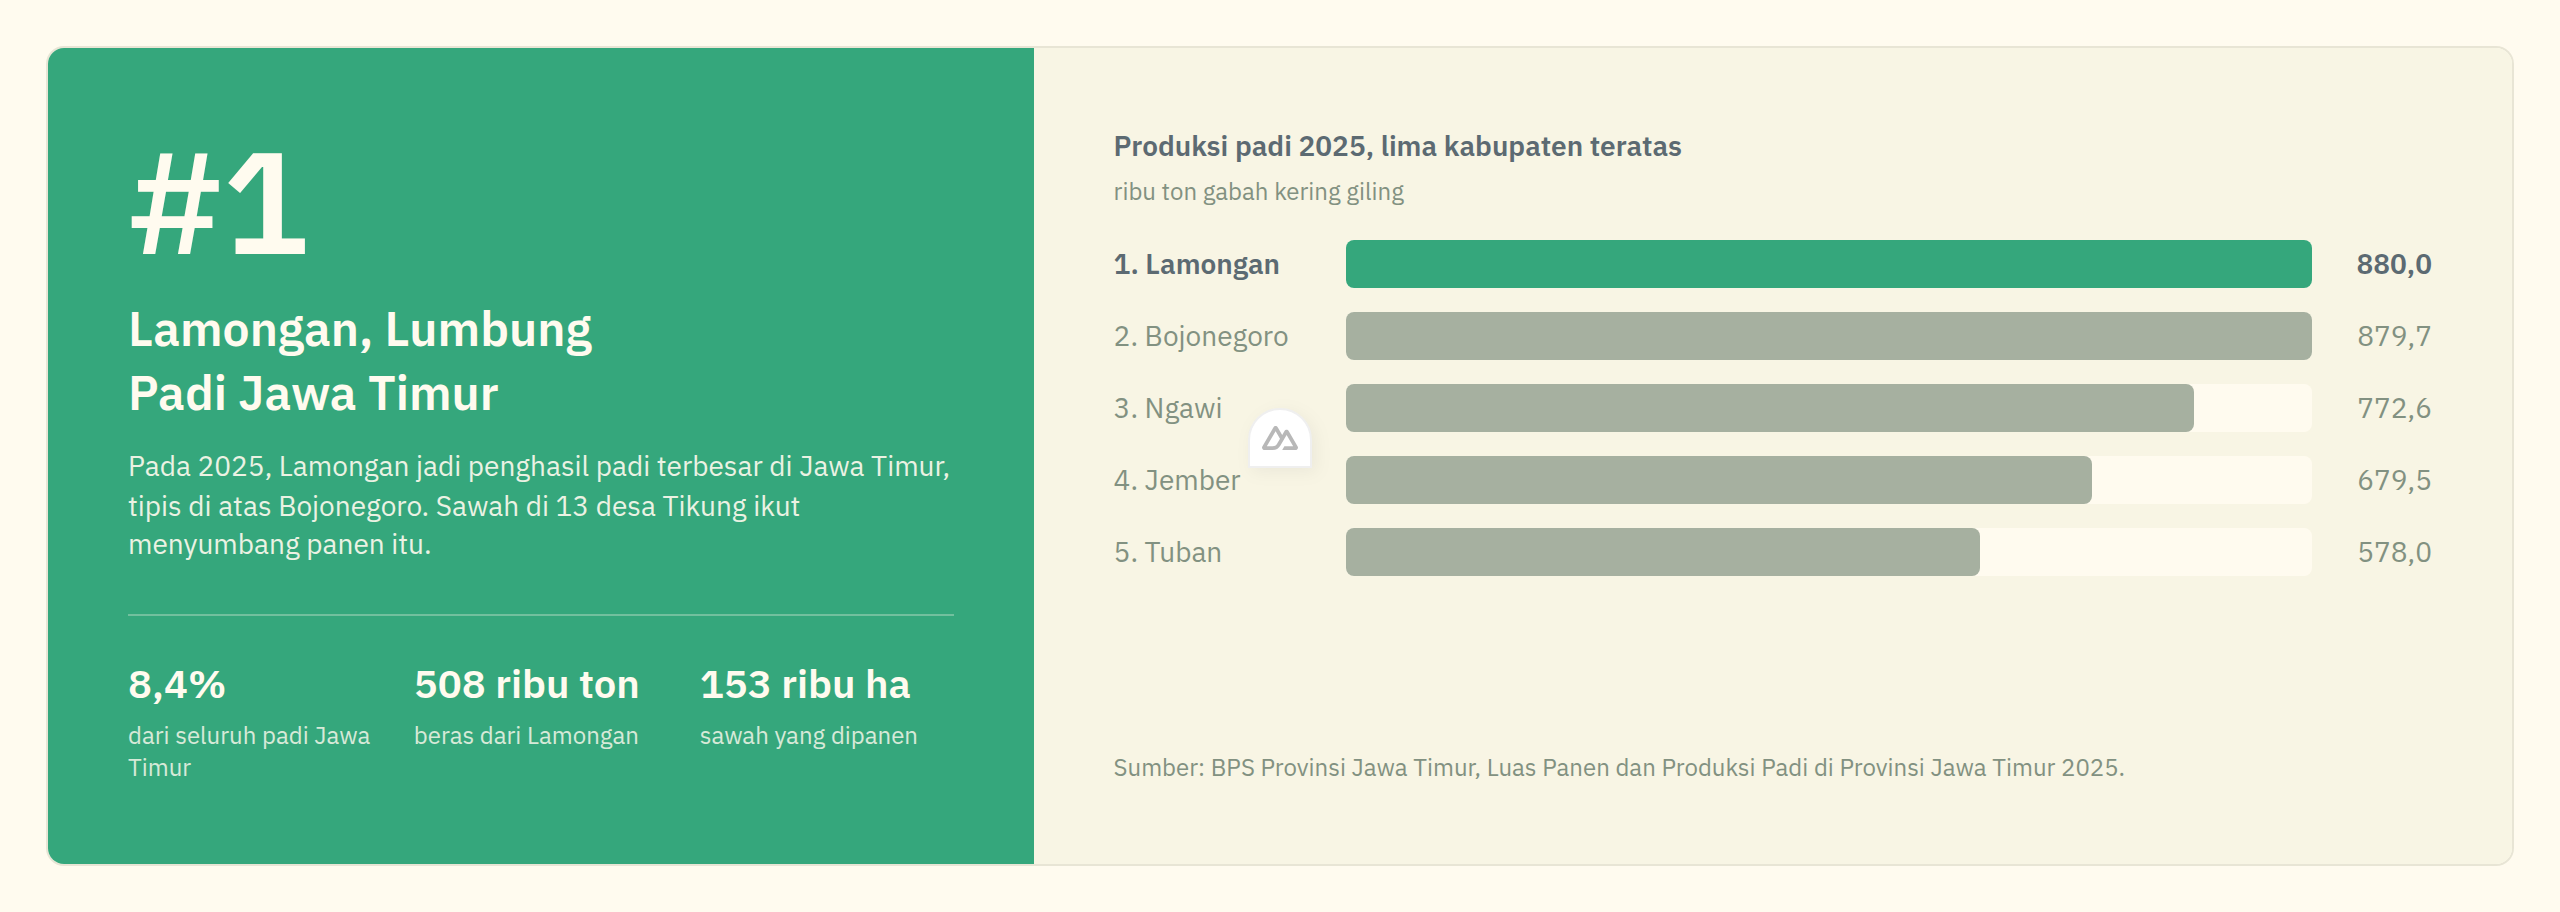 #1
Lamongan, Lumbung
Padi Jawa Timur
Pada 2025, Lamongan jadi penghasil padi terbesar di Jawa Timur,
tipis di atas Bojonegoro. Sawah di 13 desa Tikung ikut
menyumbang panen itu.
8,4%
dari seluruh padi Jawa
Timur
508 ribu ton
beras dari Lamongan
153 ribu ha
sawah yang dipanen
Produksi padi 2025, lima kabupaten teratas
ribu ton gabah kering giling
1. Lamongan 880,0
2. Bojonegoro 879,7
3. Ngawi 772,6
4. Jember 679,5
5. Tuban 578,0
Sumber: BPS Provinsi Jawa Timur, Luas Panen dan Produksi Padi di Provinsi Jawa Timur 2025.